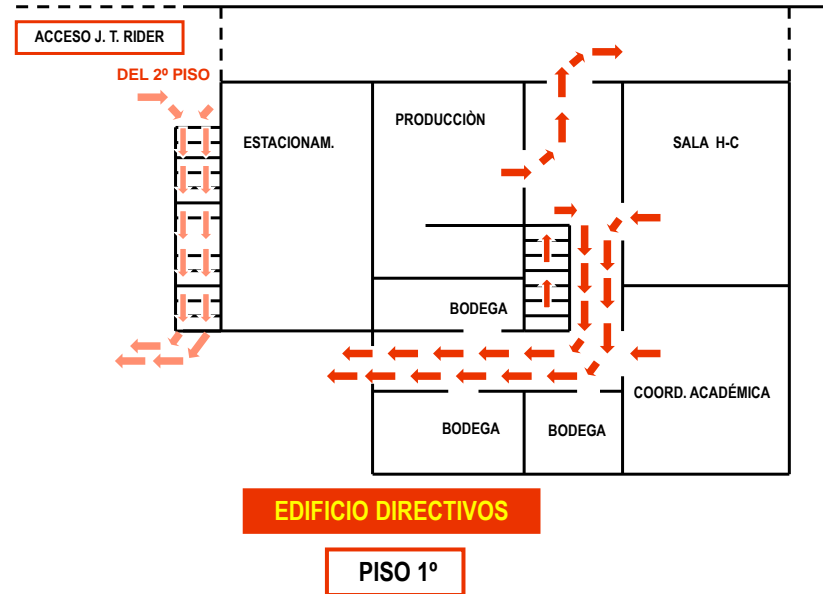 ACCESO J. T. RIDER
DEL 2º PISO
ESTACIONAM.
PRODUCCIÒN
SALA H-C
BODEGA
COORD. ACADÉMICA
BODEGA
BODEGA
EDIFICIO DIRECTIVOS
PISO 1º